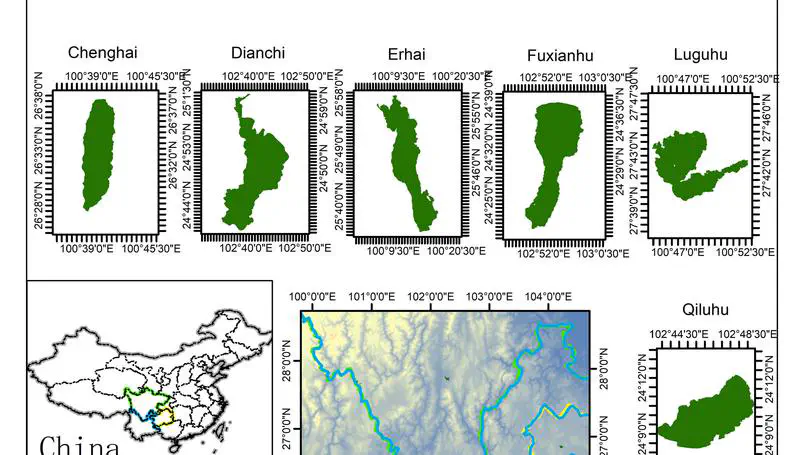 Chenghai
100°39'0"E 100°45'30"E
26°38'0"N
26°33'0"N
26°28'0"N
26°37'0"N
26°32'0"N
100°39'0"E 100°45'30"E
Dianchi
102°40'0"E 102°50'0"E
25°1'30"N
24°53'0"N
24°44'0"N
24°59'0"N
24°50'0"N
102°40'0"E 102°50'0"E
Erhai
100°9'30"E 100°20'30"E
25°58'0"N
25°49'0"N
25°40'0"N
25°55'0"N
25°46'0"N
100°9'30"E 100°20'30"E
Fuxianhu
102°52'0"E 103°0'30"E
24°39'0"N
24°32'0"N
24°25'0"N
24°36'30"N
24°29'0"N
102°52'0"E 103°0'30"E
Luguhu
100°47'0"E 100°52'30"E
27°47'30"N
27°43'0"N
27°39'0"N
27°46'0"N
27°42'0"N
100°47'0"E 100°52'30"E
China
100°0'0"E 101°0'0"E 102°0'0"E 103°0'0"E 104°0'0"E
28°0'0"N
27°0'0"N
28°0'0"N
27°0'0"N
Qiluhu
102°44'30"E 102°48'30"E
24°12'0"N
24°9'0"N
24°12'0"N
24°9'0"N